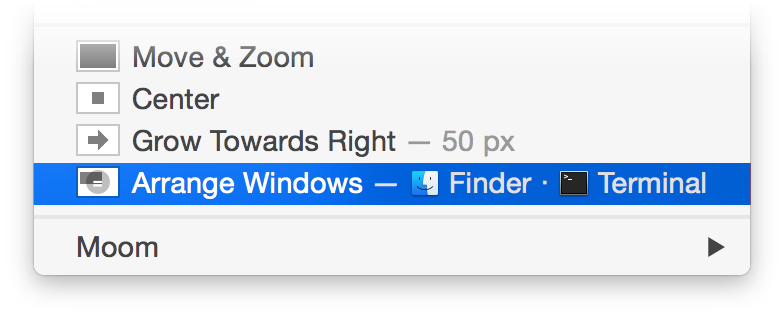 Move & Zoom
Center
Grow Towards Right — 50 px
Arrange Windows — Finder · Terminal
Moom